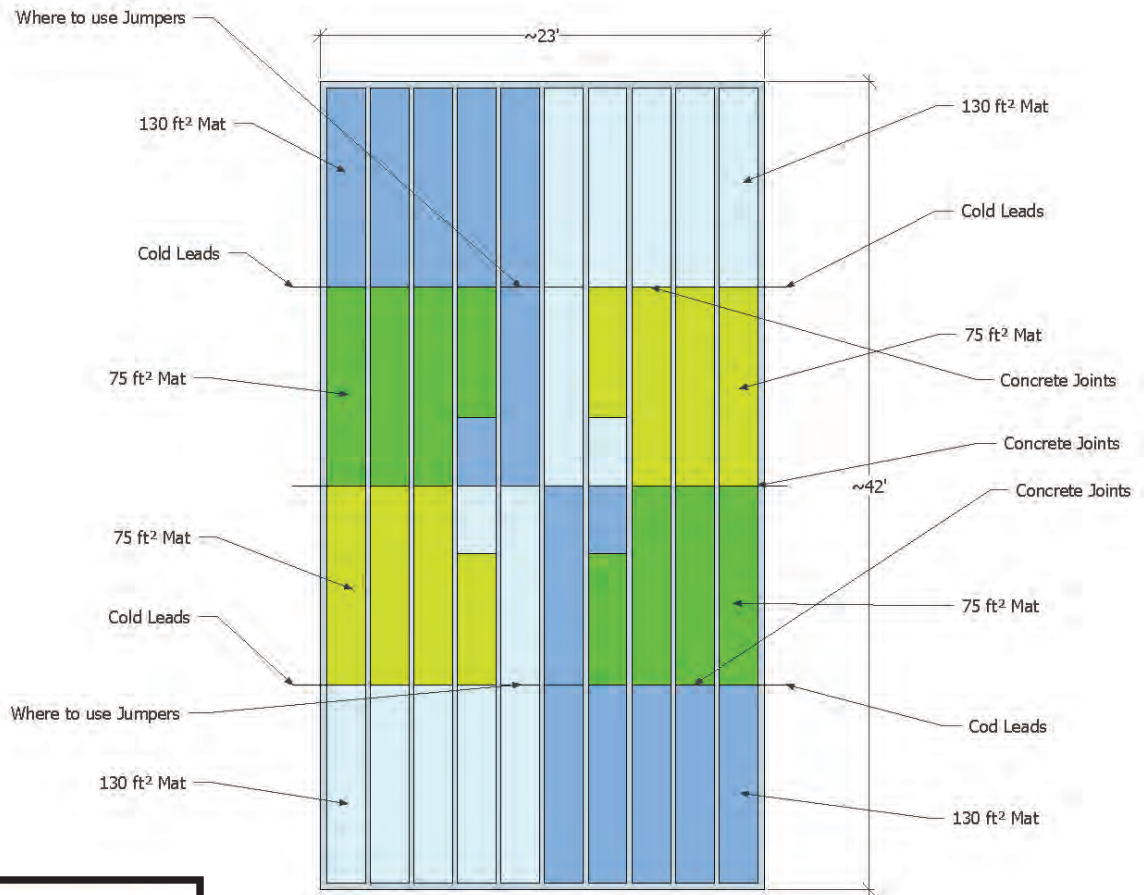 Where to use Jumpers
~23'
130 ft² Mat
130 ft² Mat
Cold Leads
Cold Leads
75 ft² Mat
75 ft² Mat
Concrete Joints
Concrete Joints
~42'
Concrete Joints
75 ft² Mat
75 ft² Mat
Cold Leads
Where to use Jumpers
Cod Leads
130 ft² Mat
130 ft² Mat